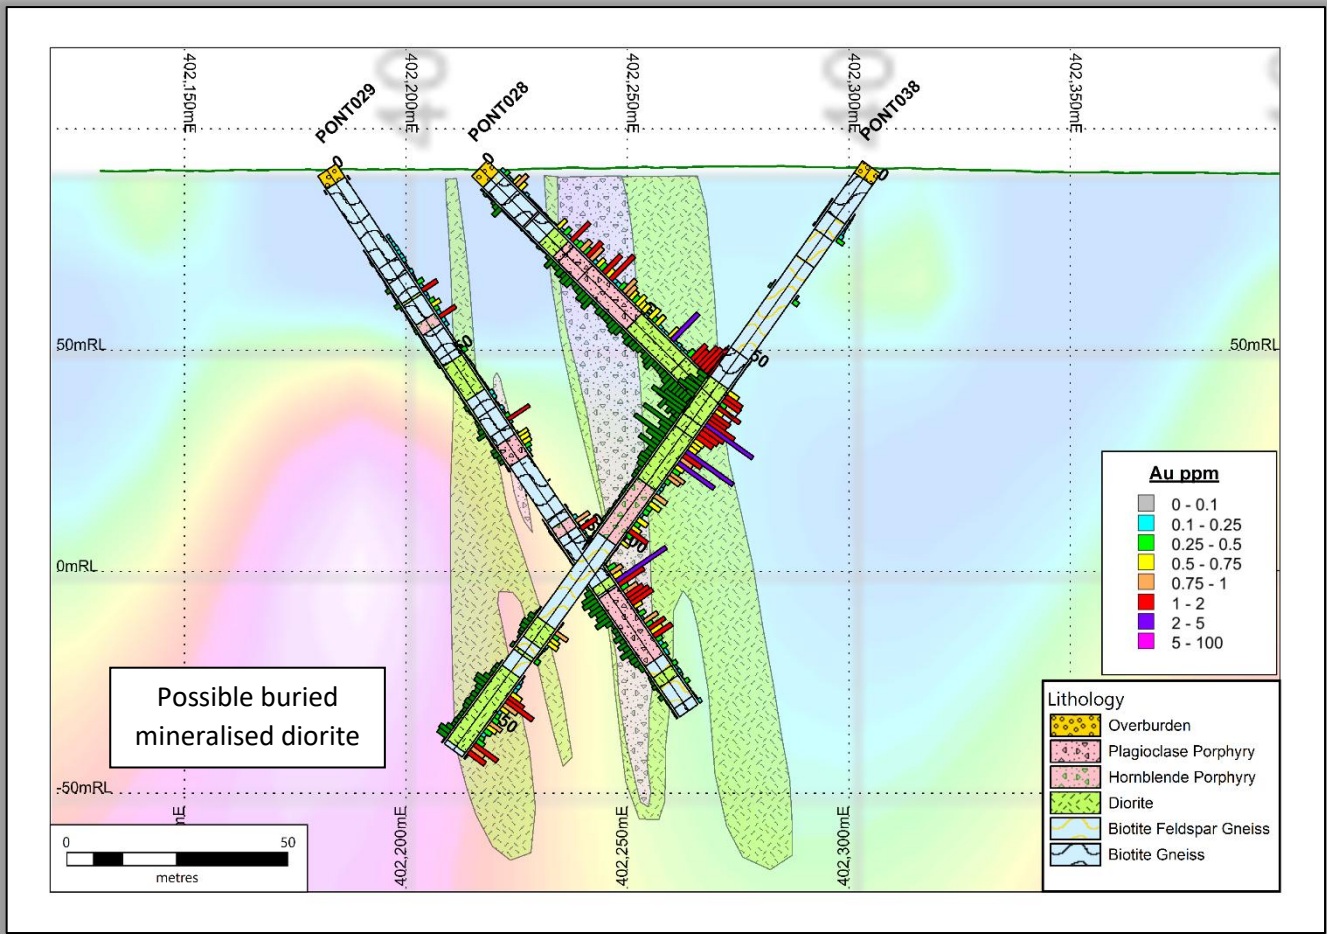 402,150mE
402,200mE
402,250mE
402,300mE
402,350mE
PONT029
PONT028
PONT038
0
0
0
50mRL
50mRL
50
50
0mRL
-50mRL
50
Possible buried
mineralised diorite
Au ppm
0 - 0.1
0.1 - 0.25
0.25 - 0.5
0.5 - 0.75
0.75 - 1
1 - 2
2 - 5
5 - 100
Lithology
Overburden
Plagioclase Porphyry
Hornblende Porphyry
Diorite
Biotite Feldspar Gneiss
Biotite Gneiss
mE
402,200mE
402,250mE
402,300mE
0
50
metres